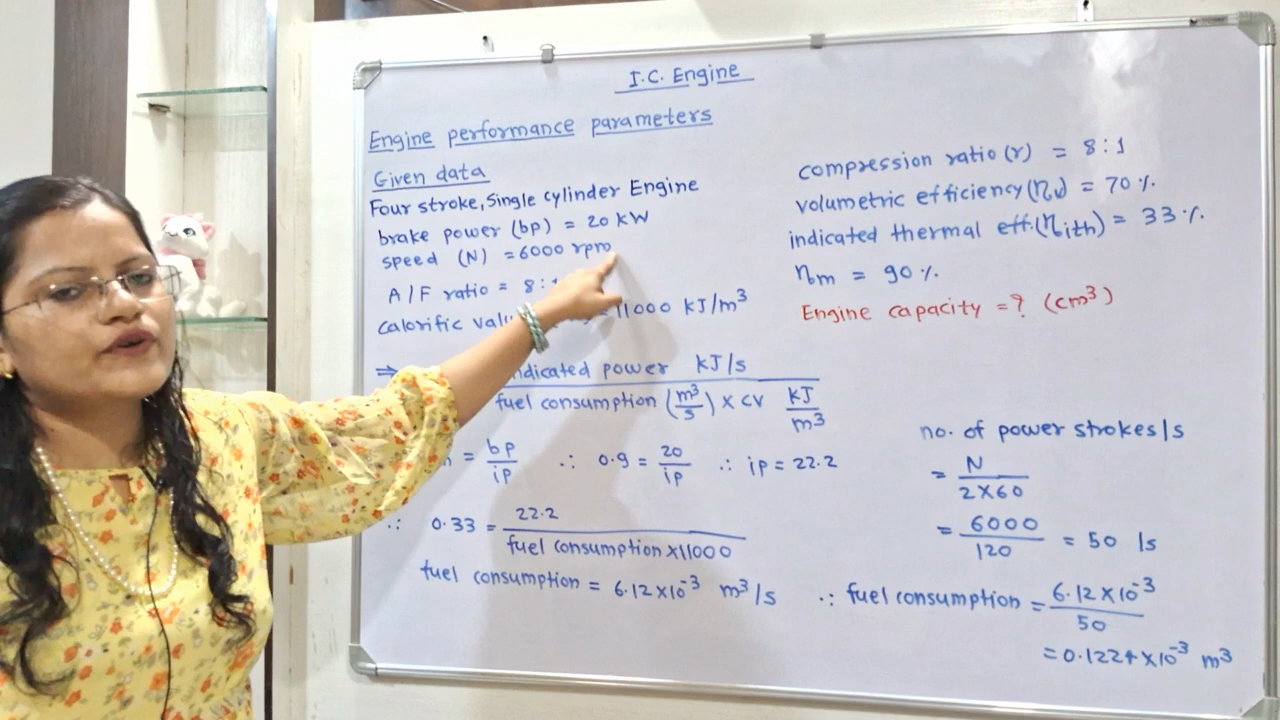 I.C. Engine
Engine performance parameters
Given data
Four stroke, Single cylinder Engine
brake power (bp) = 20 kW
speed (N) = 6000 rpm
A/F ratio = 8:
calorific 11000 KJ/m³
compression ratio (r) = 8:1
volumetric efficiency (ηv) = 70%.
indicated thermal eff. (ηith) = 33%.
ηm = 90%.
Engine capacity = ? (cm³)
⇒ indicated power KJ/s
fuel consumption (m³/s) × CV KJ/m³
= bp/ip ∴ 0.9 = 20/ip ∴ ip = 22.2
∴ 0.33 = 22.2 / fuel consumption × 11000
fuel consumption = 6.12×10⁻³ m³/s
no. of power strokes/s
= N / 2×60
= 6000/120 = 50 /s
∴ fuel consumption = 6.12×10⁻³ / 50
= 0.1224×10⁻³ m³